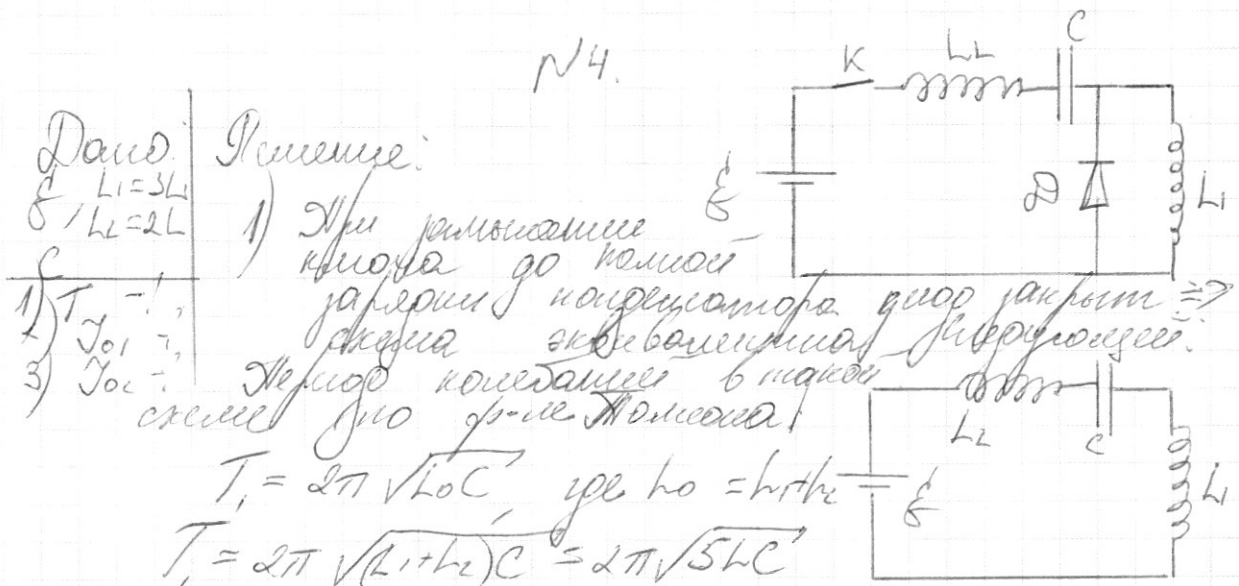 N4.
Дано:
ℰ, L1=3L
L2=2L
C
1) T -?,
2) I01 -?,
3) I02 -?
Решение:
1) При замыкании
ключа до полной
зарядки конденсатора диод закрыт =>
схема эквивалентна следующей:
Период колебаний в такой
схеме по ф-ле Томсона:
T1 = 2π √L0C, где L0 = L1+L2
T1 = 2π √(L1+L2)C = 2π√5LC
K
L2
C
ℰ
D
L1
L2
C
ℰ
L1